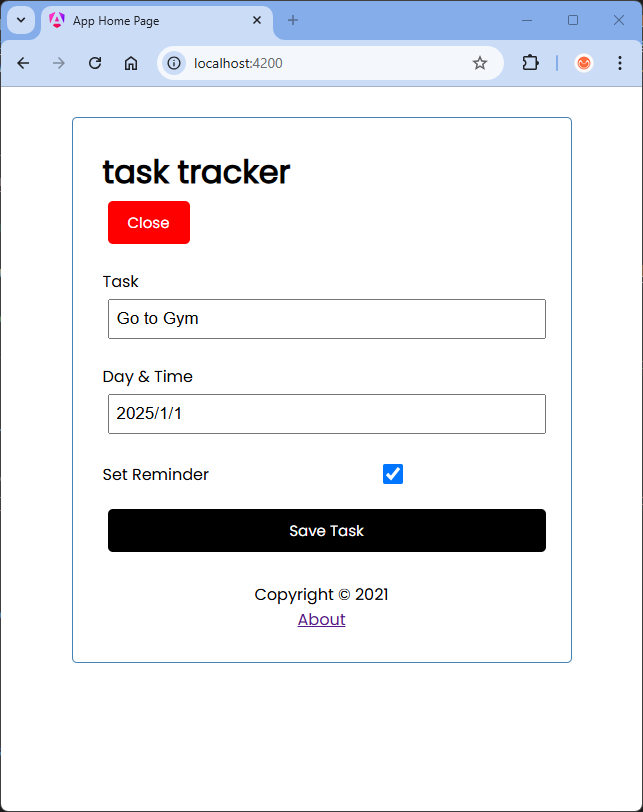 App Home Page
localhost:4200
task tracker
Close
Task
Go to Gym
Day & Time
2025/1/1
Set Reminder
Save Task
Copyright © 2021
About